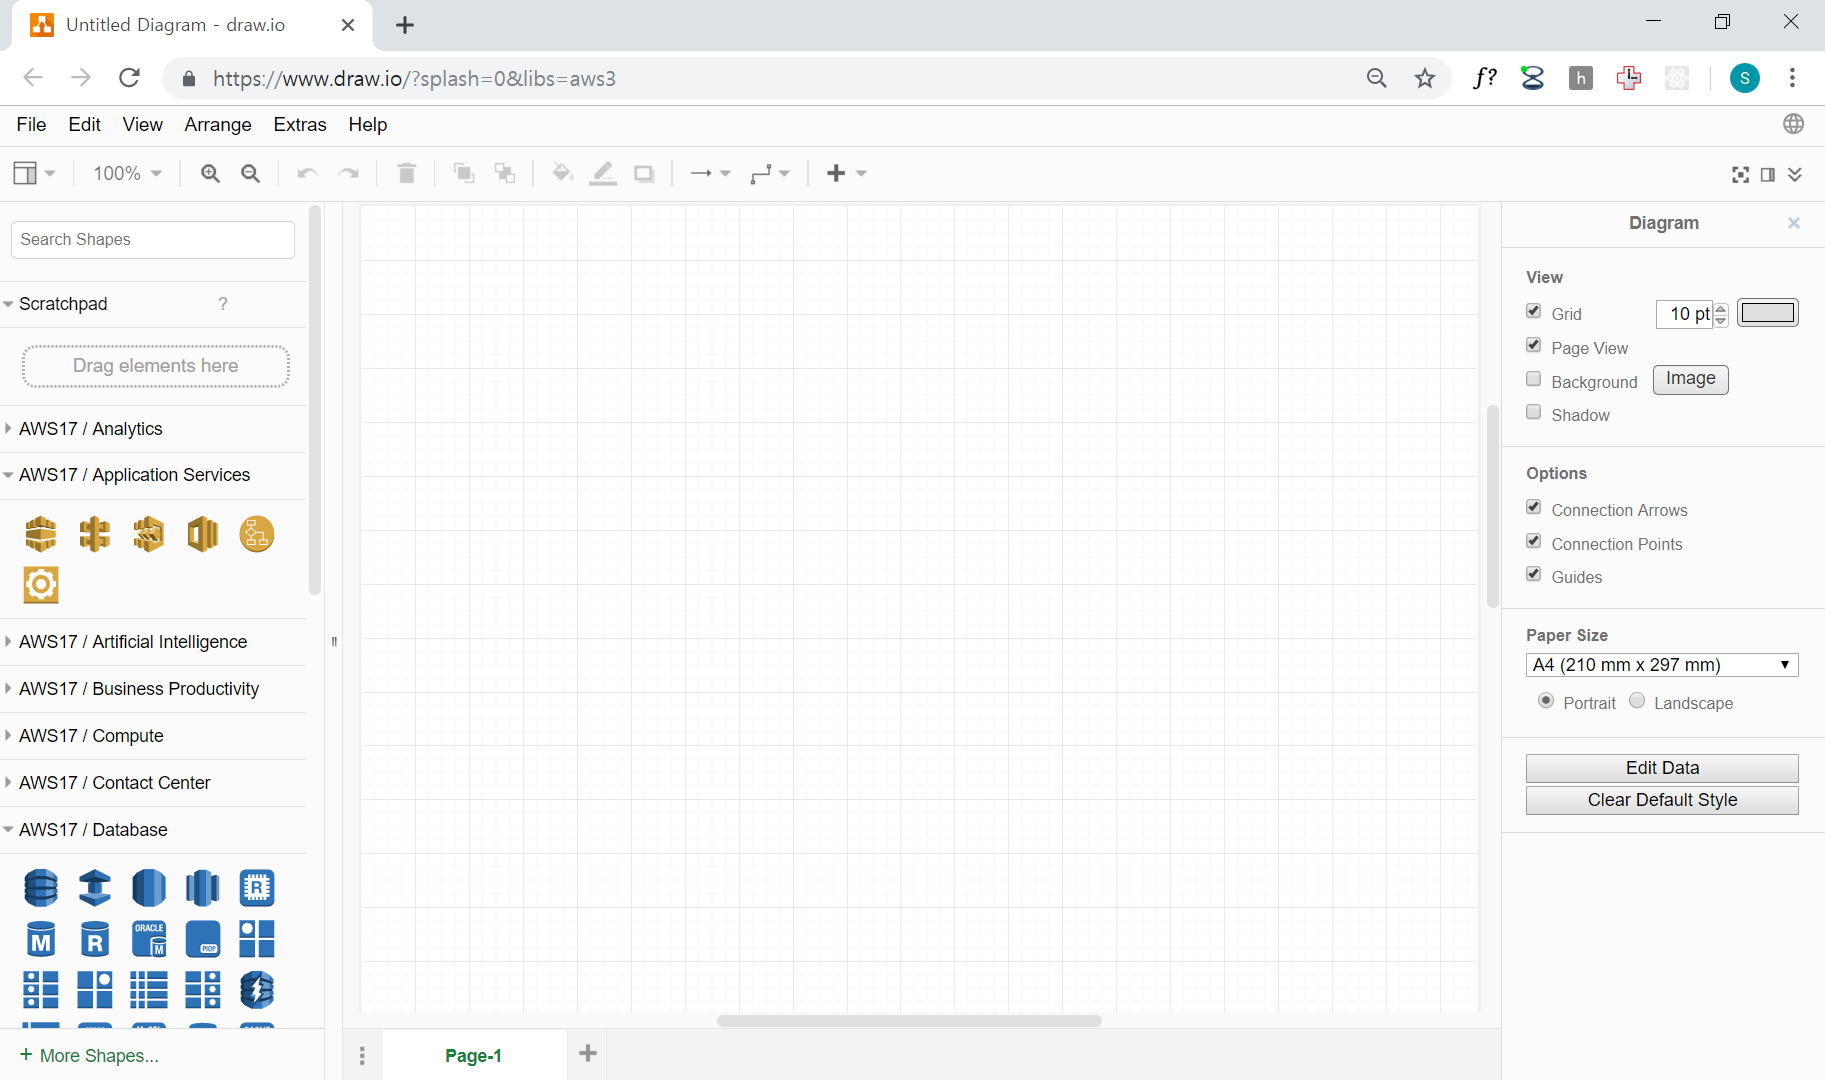 Untitled Diagram - draw.io
https://www.draw.io/?splash=0&libs=aws3
f?
h
S
File Edit View Arrange Extras Help
100%
Search Shapes
Scratchpad ?
Drag elements here
AWS17 / Analytics
AWS17 / Application Services
AWS17 / Artificial Intelligence
AWS17 / Business Productivity
AWS17 / Compute
AWS17 / Contact Center
AWS17 / Database
R
M
R
ORACLE
M
PIOP
+ More Shapes...
Page-1
Diagram
View
Grid 10 pt
Page View
Background Image
Shadow
Options
Connection Arrows
Connection Points
Guides
Paper Size
A4 (210 mm x 297 mm)
Portrait Landscape
Edit Data
Clear Default Style